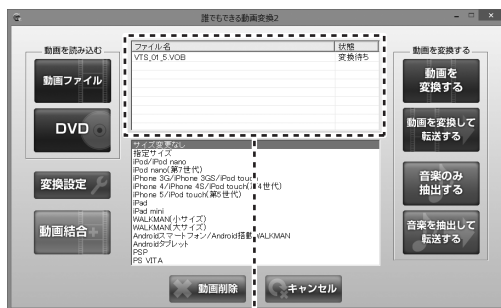 誰でもできる動画変換2
動画を読み込む
動画ファイル
DVD
変換設定
動画結合
ファイル名
状態
VTS_01_5.VOB
変換待ち
サイズ変更なし
指定サイズ
iPod/iPod nano
iPod nano(第7世代)
iPhone 3G/iPhone 3GS/iPod touch
iPhone 4/iPhone 4S/iPod touch(第4世代)
iPhone 5/iPod touch(第5世代)
iPad
iPad mini
WALKMAN(小サイズ)
WALKMAN(大サイズ)
Androidスマートフォン/Android搭載WALKMAN
Androidタブレット
PSP
PS VITA
動画を変換する
動画を
変換する
動画を変換して
転送する
音楽のみ
抽出する
音楽を抽出して
転送する
動画削除
キャンセル